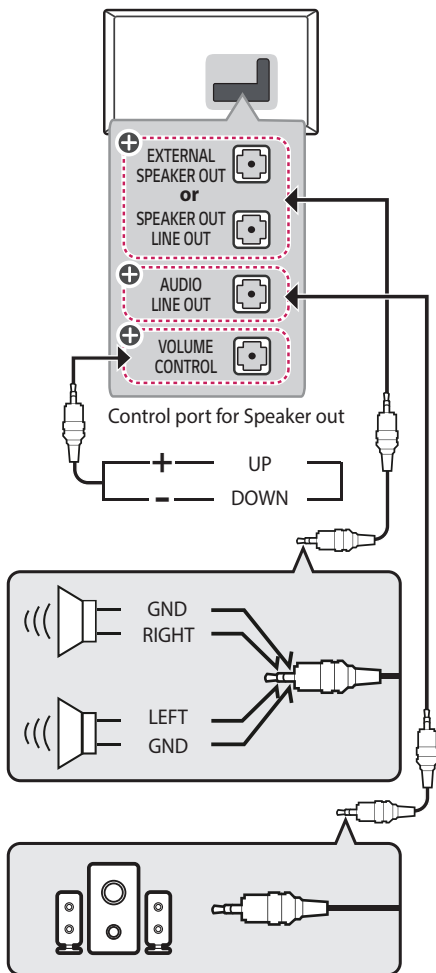 EXTERNAL
SPEAKER OUT
or
SPEAKER OUT
LINE OUT
AUDIO
LINE OUT
VOLUME
CONTROL
Control port for Speaker out
+ UP
- DOWN
GND
RIGHT
LEFT
GND